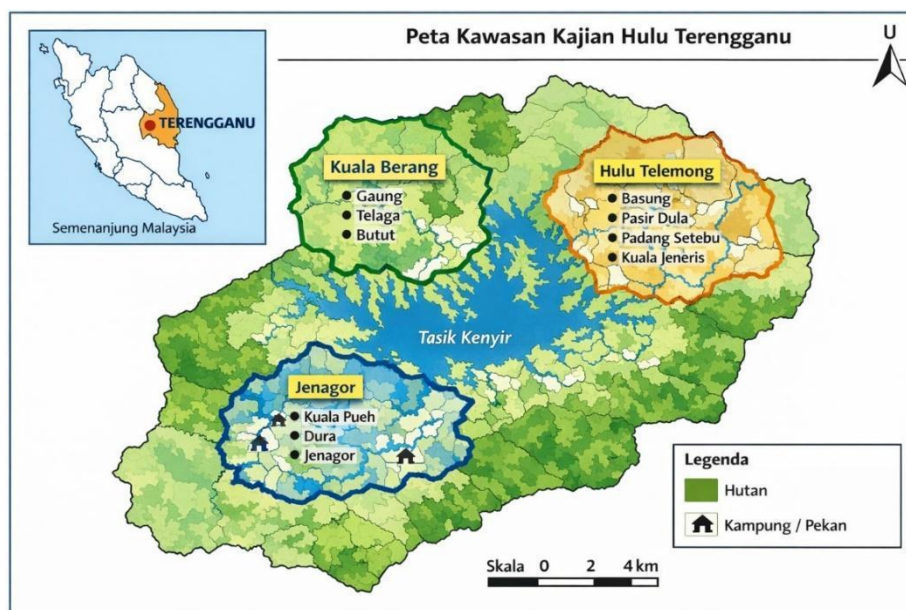 Peta Kawasan Kajian Hulu Terengganu
U
TERENGGANU
Semenanjung Malaysia
Kuala Berang
• Gaung
• Telaga
• Butut
Hulu Telemong
• Basung
• Pasir Dula
• Padang Setebu
• Kuala Jeneris
Tasik Kenyir
Jenagor
• Kuala Pueh
• Dura
• Jenagor
Legenda
Hutan
Kampung / Pekan
Skala 0 2 4 km